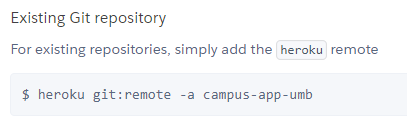 Existing Git repository
For existing repositories, simply add the heroku remote
$ heroku git:remote -a campus-app-umb